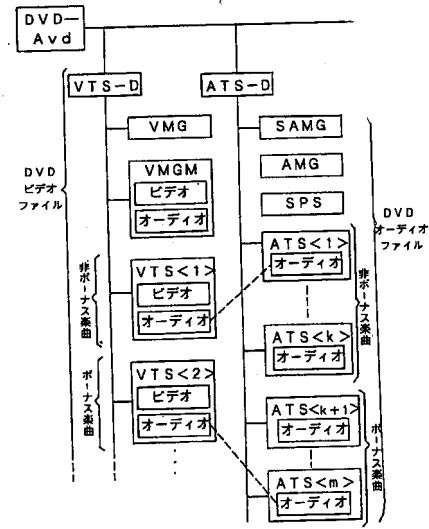 DVD-
Avd
VTS-D
ATS-D
DVD
ビデオ
ファイル
VMG
VMGM
ビデオ
オーディオ
非ボーナス楽曲
VTS<1>
ビデオ
オーディオ
ボーナス楽曲
VTS<2>
ビデオ
オーディオ
SAMG
AMG
SPS
DVD
オーディオ
ファイル
ATS<1>
オーディオ
非ボーナス楽曲
ATS<k>
オーディオ
ATS<k+1>
オーディオ
ボーナス楽曲
ATS<m>
オーディオ